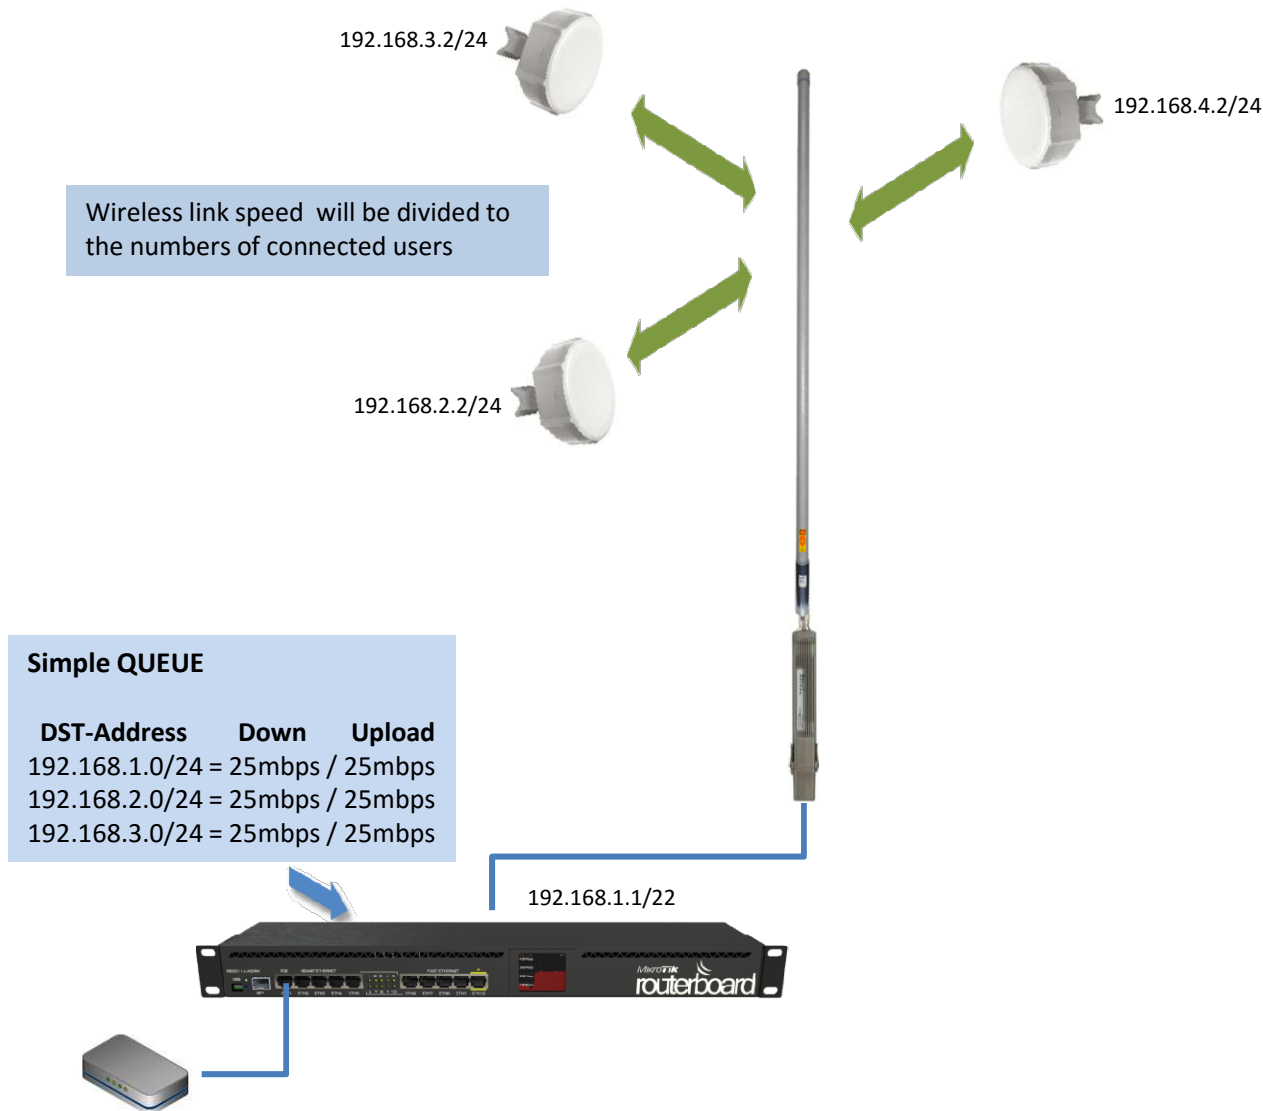 192.168.3.2/24
192.168.4.2/24
Wireless link speed  will be divided to
the numbers of connected users
192.168.2.2/24
Simple QUEUE
DST-Address Down Upload
192.168.1.0/24 = 25mbps / 25mbps
192.168.2.0/24 = 25mbps / 25mbps
192.168.3.0/24 = 25mbps / 25mbps
192.168.1.1/22
MikroTik
routerboard